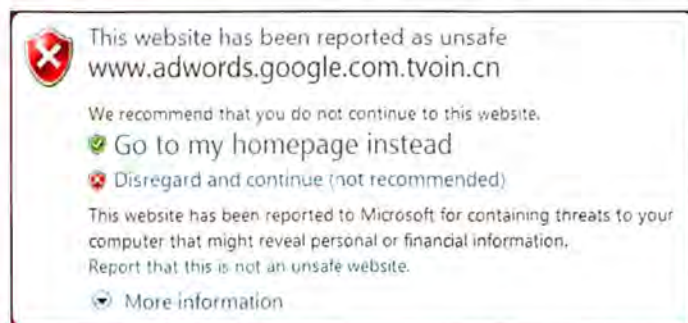 This website has been reported as unsafe
www.adwords.google.com.tvoin.cn
We recommend that you do not continue to this website.
Go to my homepage instead
Disregard and continue (not recommended)
This website has been reported to Microsoft for containing threats to your
computer that might reveal personal or financial information.
Report that this is not an unsafe website.
More information